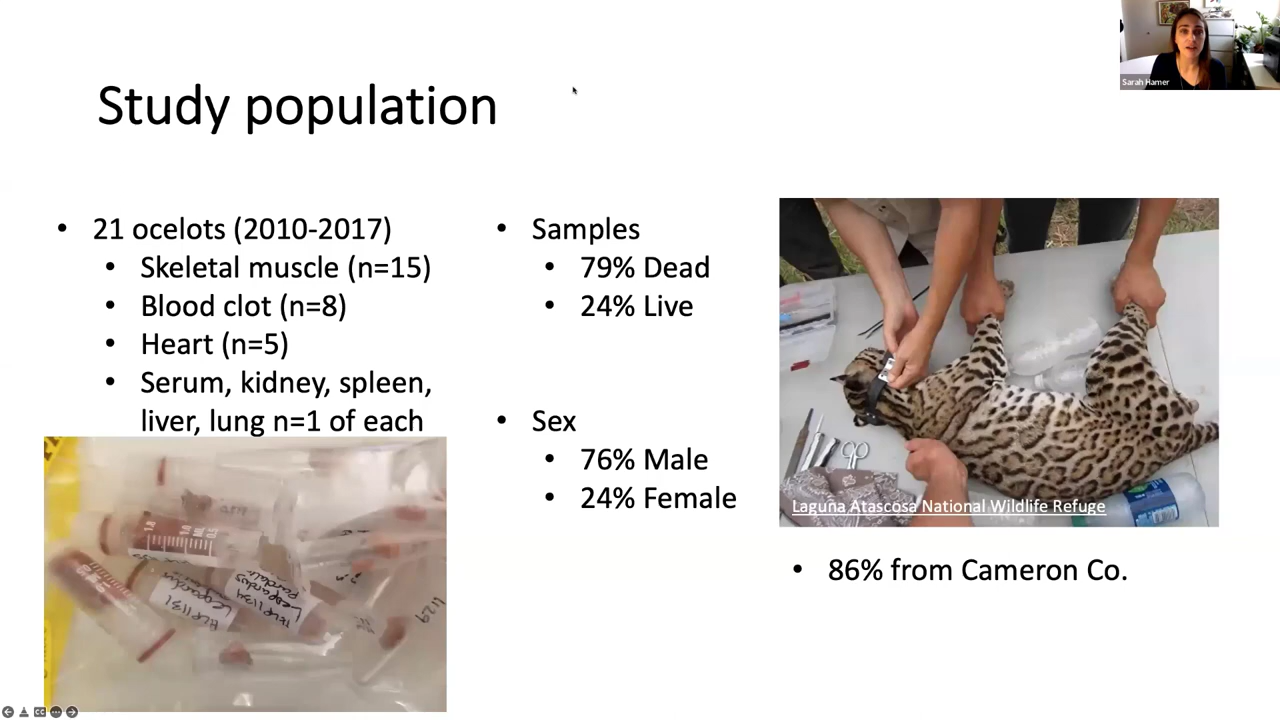 Sarah Hamer
Study population
• 21 ocelots (2010-2017)
• Skeletal muscle (n=15)
• Blood clot (n=8)
• Heart (n=5)
• Serum, kidney, spleen,
liver, lung n=1 of each
• Samples
• 79% Dead
• 24% Live
• Sex
• 76% Male
• 24% Female
Laguna Atascosa National Wildlife Refuge
• 86% from Cameron Co.
1129